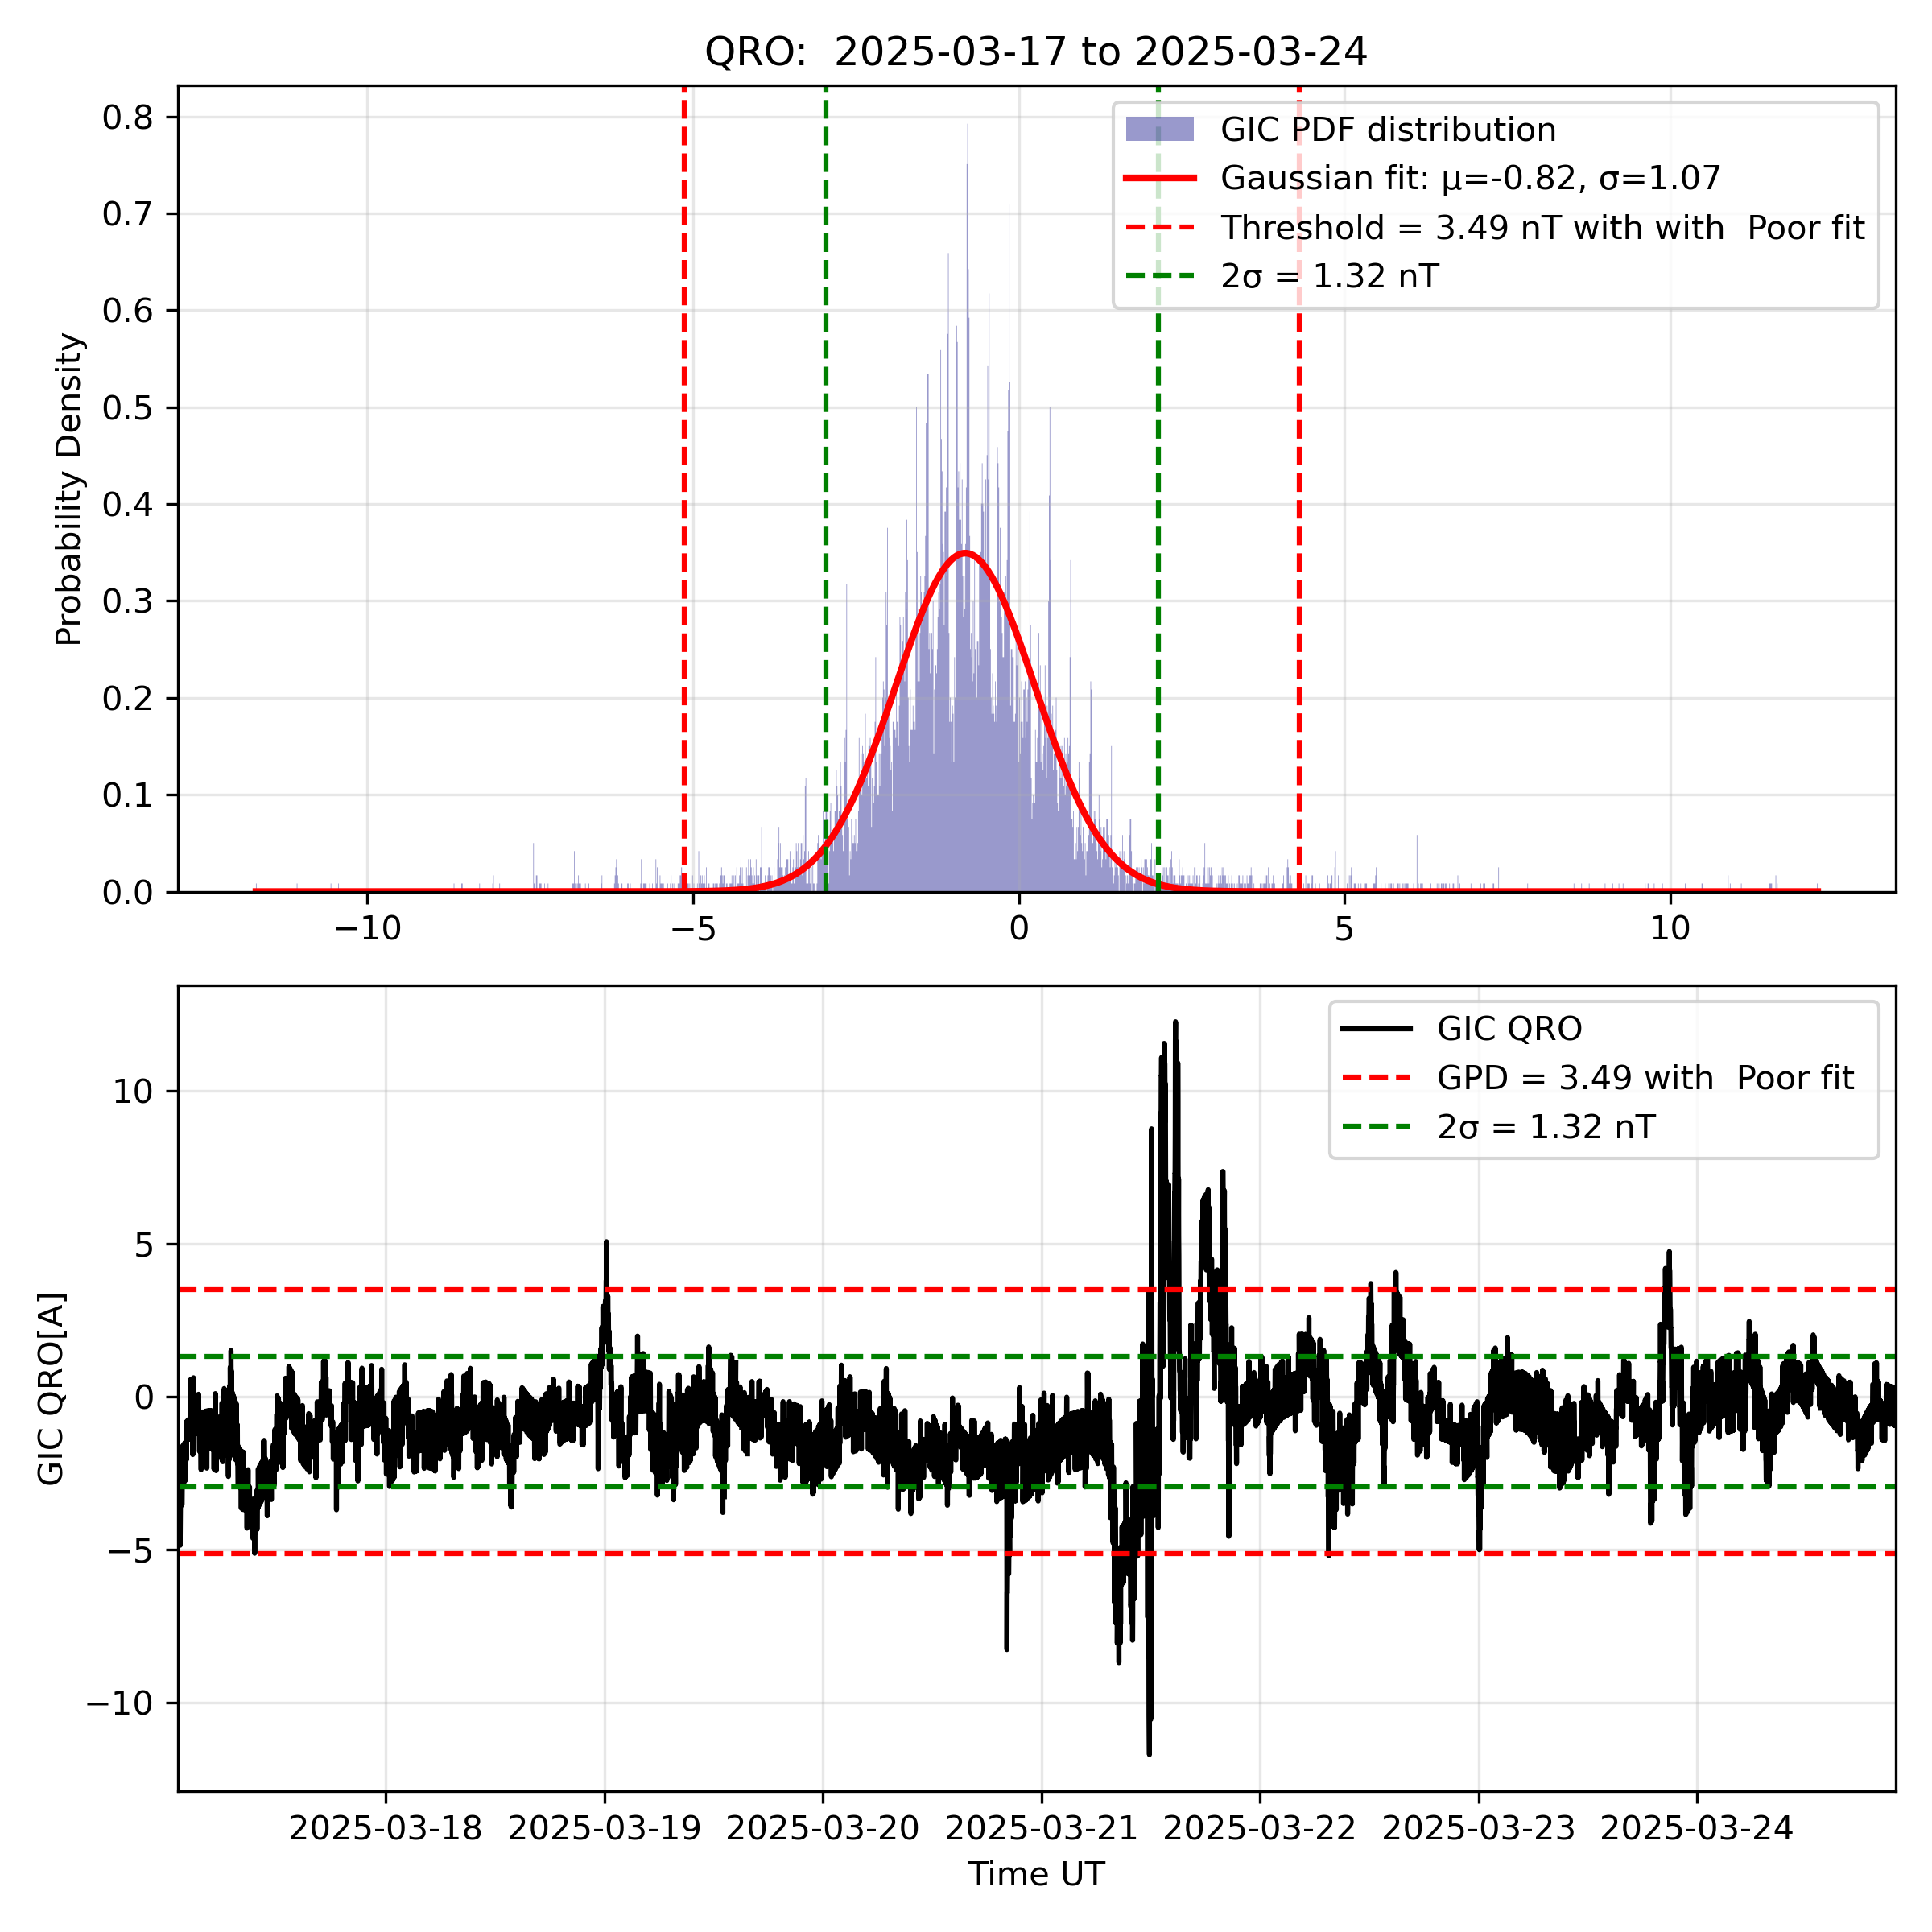 QRO:  2025-03-17 to 2025-03-24
GIC PDF distribution
Gaussian fit: μ=-0.82, σ=1.07
Threshold = 3.49 nT with with  Poor fit
2σ = 1.32 nT
Probability Density
0.8
0.7
0.6
0.5
0.4
0.3
0.2
0.1
0.0
−10
−5
0
5
10
GIC QRO
GPD = 3.49 with  Poor fit
2σ = 1.32 nT
GIC QRO[A]
10
5
0
−5
−10
2025-03-18
2025-03-19
2025-03-20
2025-03-21
2025-03-22
2025-03-23
2025-03-24
Time UT